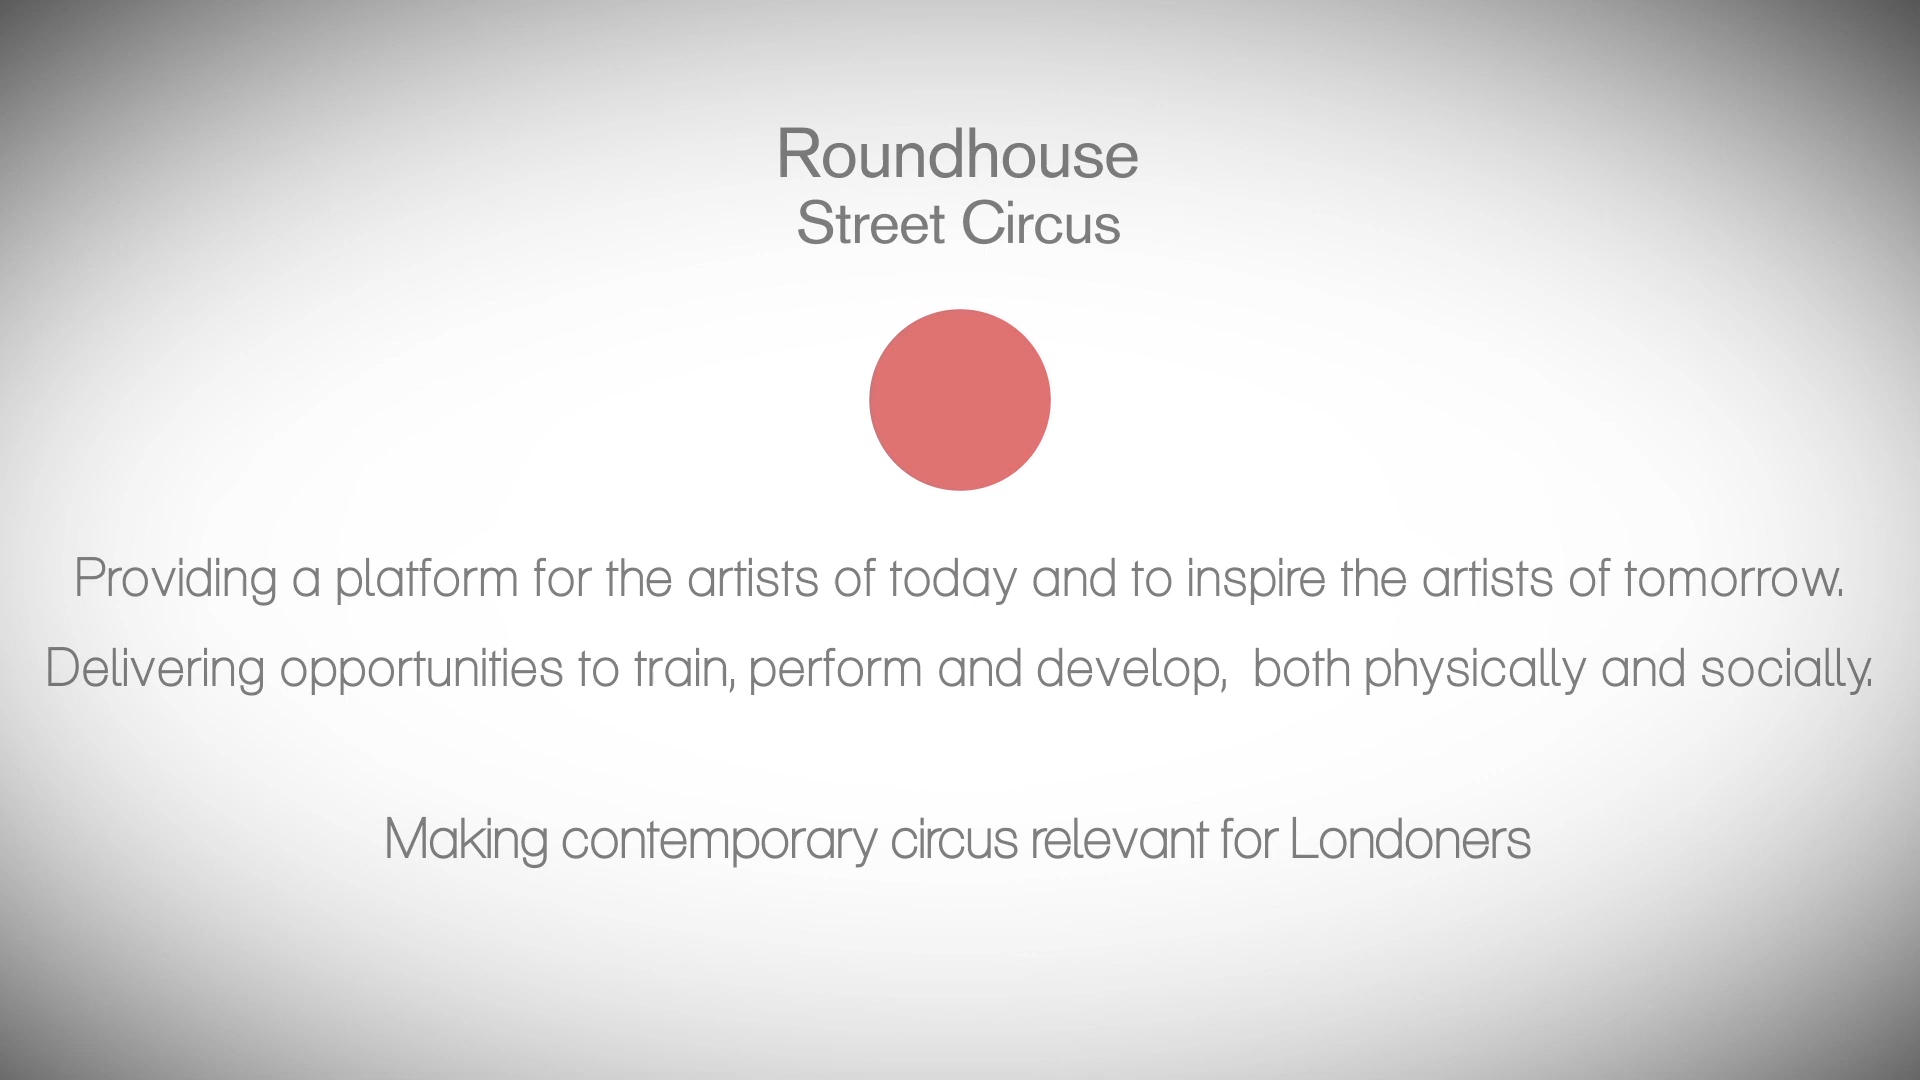 Roundhouse
Street Circus
Providing a platform for the artists of today and to inspire the artists of tomorrow.
Delivering opportunities to train, perform and develop,  both physically and socially.
Making contemporary circus relevant for Londoners